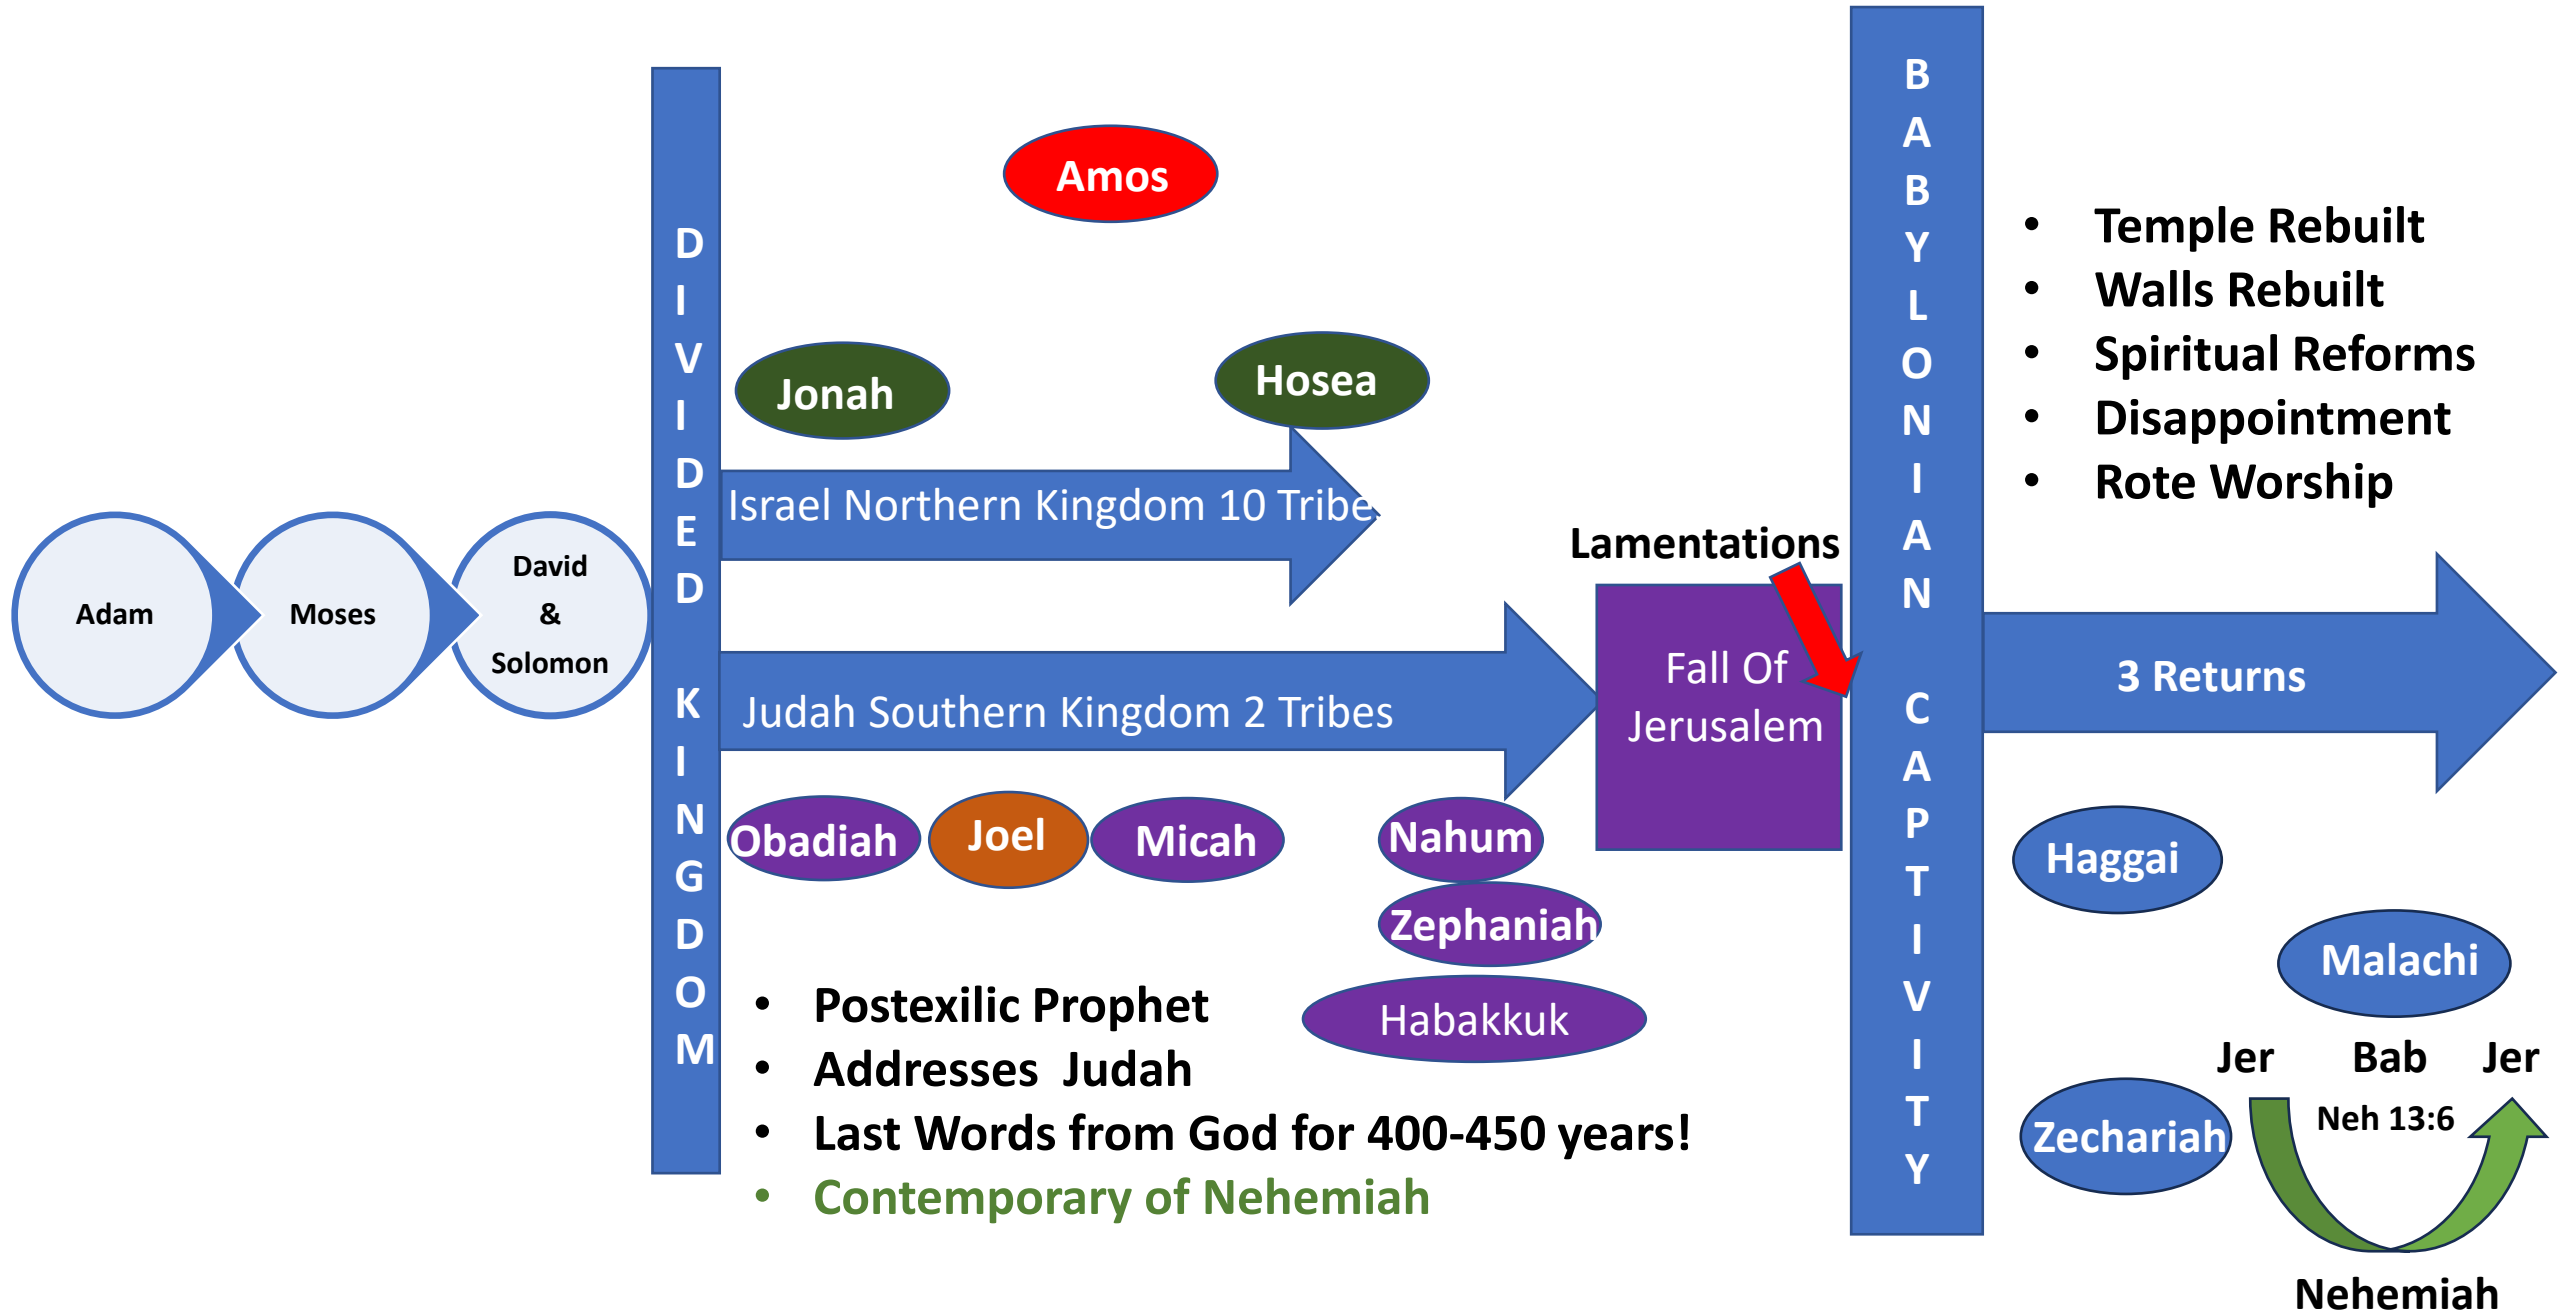 Adam
Moses
David
&
Solomon
DIVIDED KINGDOM
Amos
Jonah
Hosea
Israel Northern Kingdom 10 Tribe
Judah Southern Kingdom 2 Tribes
Obadiah
Joel
Micah
Nahum
Zephaniah
Habakkuk
• Postexilic Prophet
• Addresses  Judah
• Last Words from God for 400-450 years!
• Contemporary of Nehemiah
Lamentations
Fall Of
Jerusalem
BABYLONIAN CAPTIVITY
• Temple Rebuilt
• Walls Rebuilt
• Spiritual Reforms
• Disappointment
• Rote Worship
3 Returns
Haggai
Malachi
Zechariah
Jer Bab Jer
Neh 13:6
Nehemiah